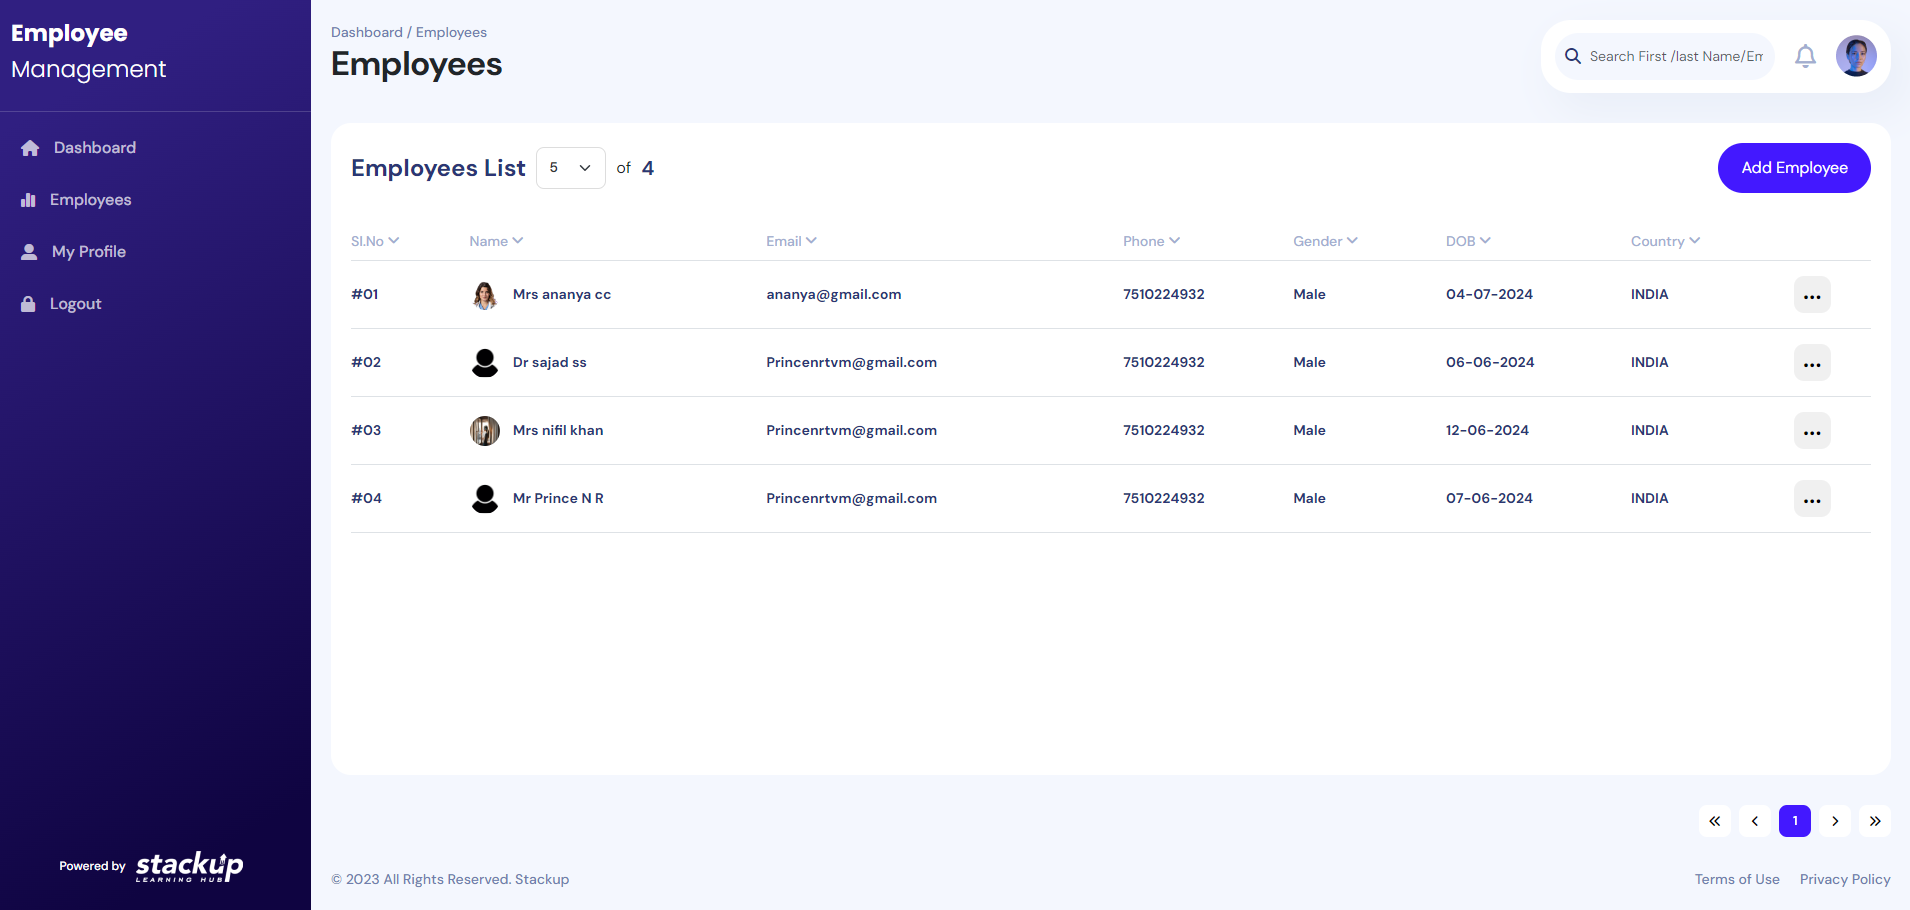 Employee
Management
Dashboard
Employees
My Profile
Logout
Powered by stackup
LEARNING HUB
Dashboard / Employees
Employees
Search First /last Name/Em
Employees List 5 of 4
Add Employee
Sl.No Name Email Phone Gender DOB Country
#01 Mrs ananya cc ananya@gmail.com 7510224932 Male 04-07-2024 INDIA ...
#02 Dr sajad ss Princenrtvm@gmail.com 7510224932 Male 06-06-2024 INDIA ...
#03 Mrs nifil khan Princenrtvm@gmail.com 7510224932 Male 12-06-2024 INDIA ...
#04 Mr Prince N R Princenrtvm@gmail.com 7510224932 Male 07-06-2024 INDIA ...
« ‹ 1 › »
© 2023 All Rights Reserved. Stackup
Terms of Use Privacy Policy